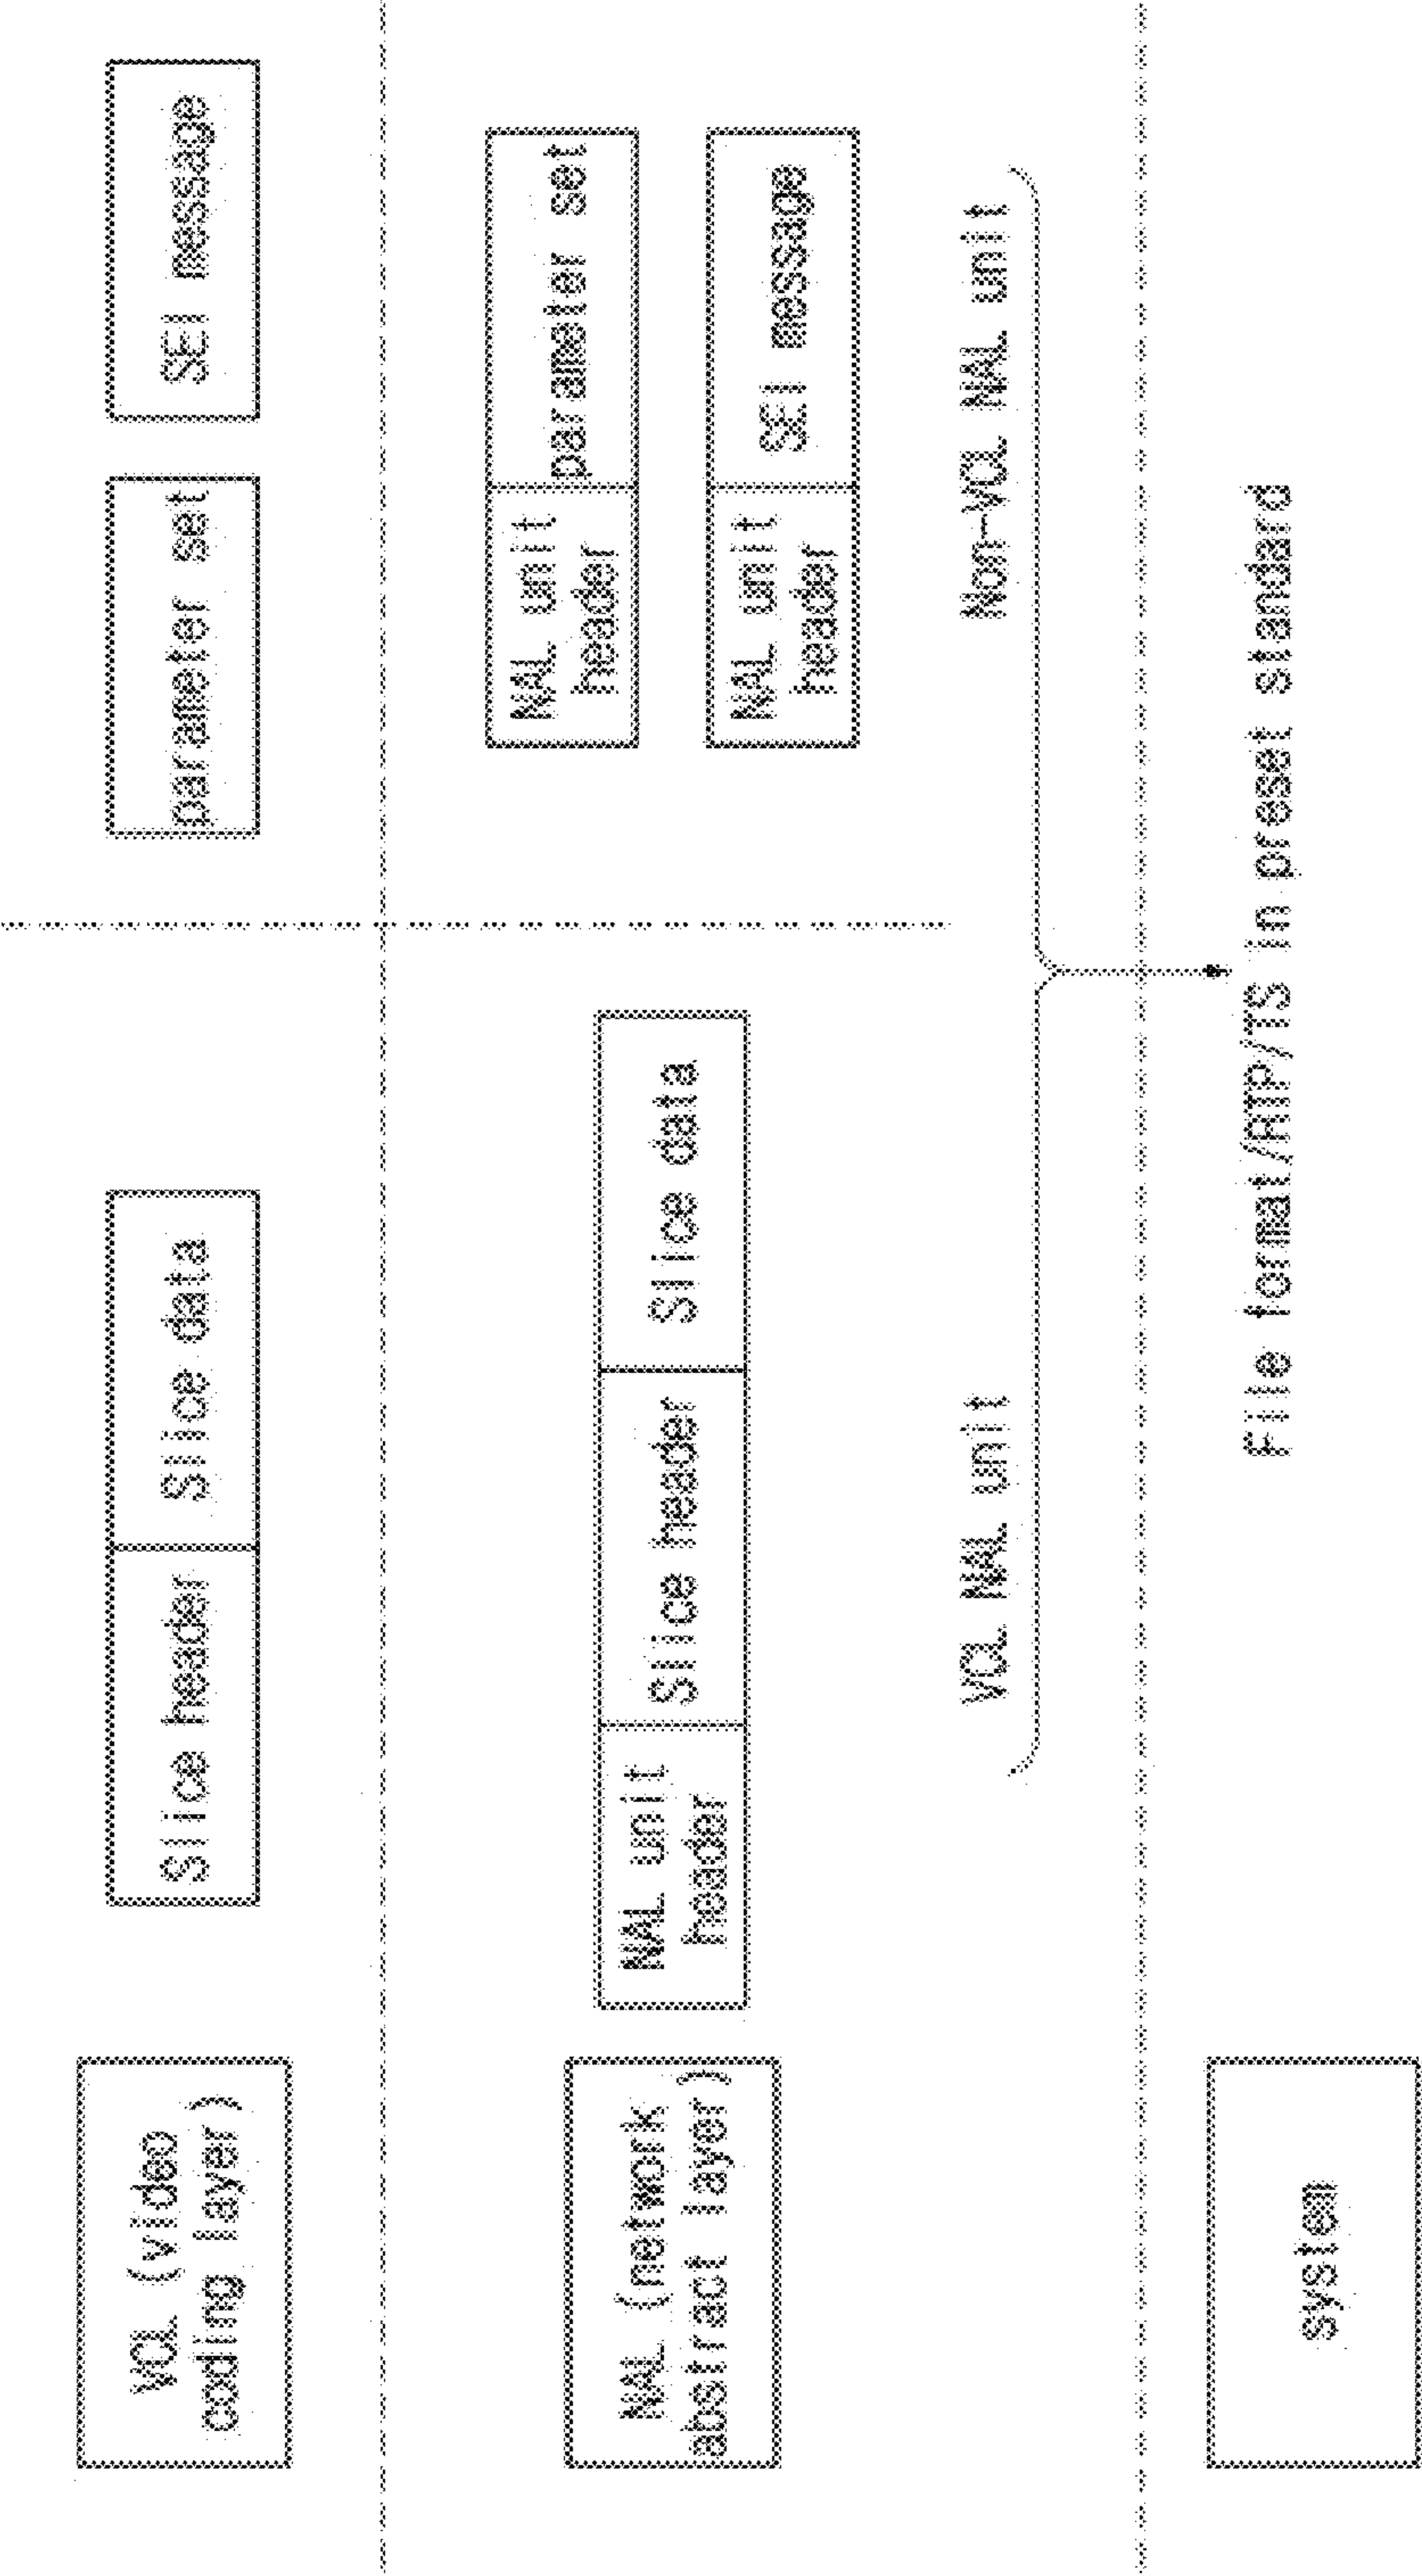 VCL (video
coding layer)
Slice header
Slice data
parameter set
SEI message
NAL (network
abstract layer)
NAL unit
header
Slice header
Slice data
NAL unit
header
parameter set
NAL unit
header
SEI message
VCL NAL unit
Non-VCL NAL unit
system
File format/RTP/TS in preset standard